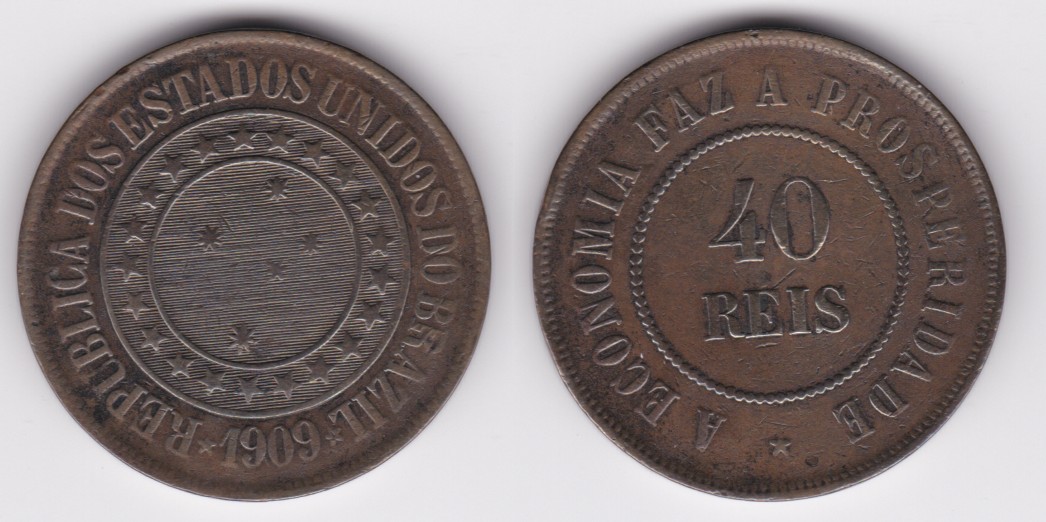 REPUBLICA DOS ESTADOS UNIDOS DO BRAZIL
1909
A ECONOMIA FAZ A PROSPERIDADE
40
REIS